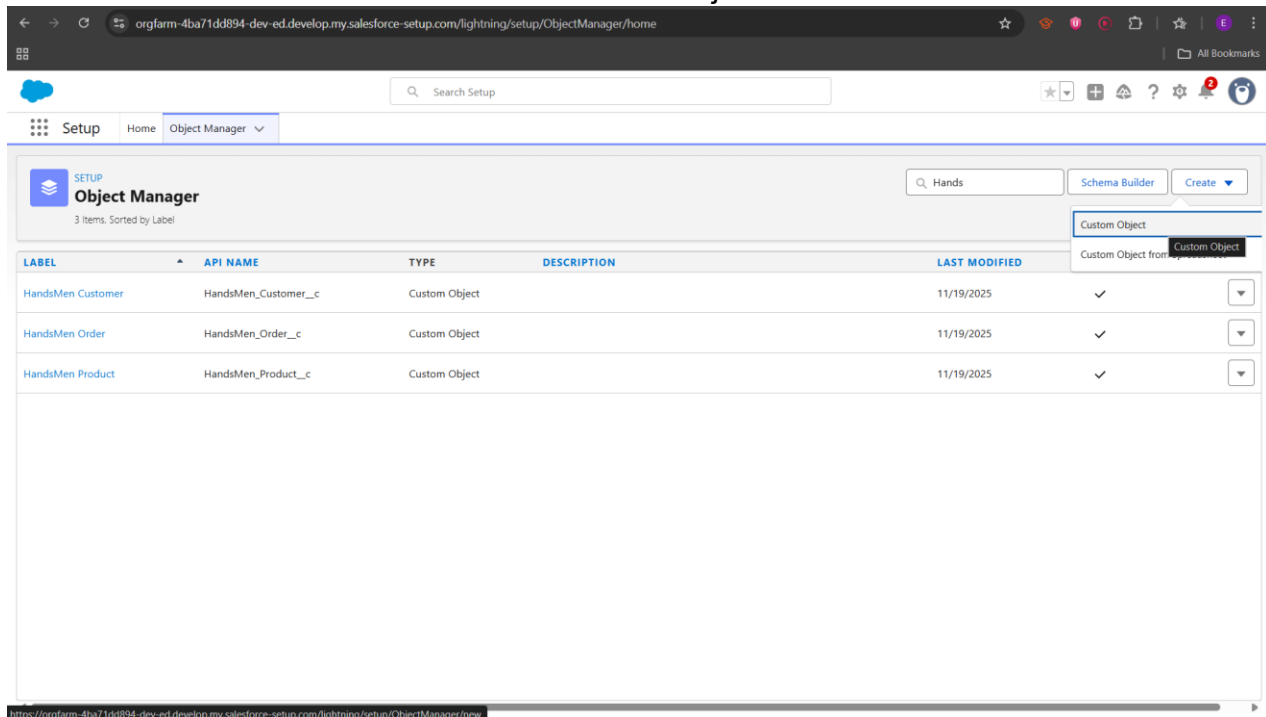 orgfarm-4ba71dd894-dev-ed.develop.my.salesforce-setup.com/lightning/setup/ObjectManager/home
E
All Bookmarks
Search Setup
2
Setup Home Object Manager
SETUP
Object Manager
3 Items. Sorted by Label
Hands
Schema Builder
Create
Custom Object
Custom Object
Custom Object from
LABEL API NAME TYPE DESCRIPTION LAST MODIFIED
HandsMen Customer HandsMen_Customer__c Custom Object 11/19/2025
HandsMen Order HandsMen_Order__c Custom Object 11/19/2025
HandsMen Product HandsMen_Product__c Custom Object 11/19/2025
https://orgfarm-4ba71dd894-dev-ed.develop.my.salesforce-setup.com/lightning/setup/ObjectManager/new